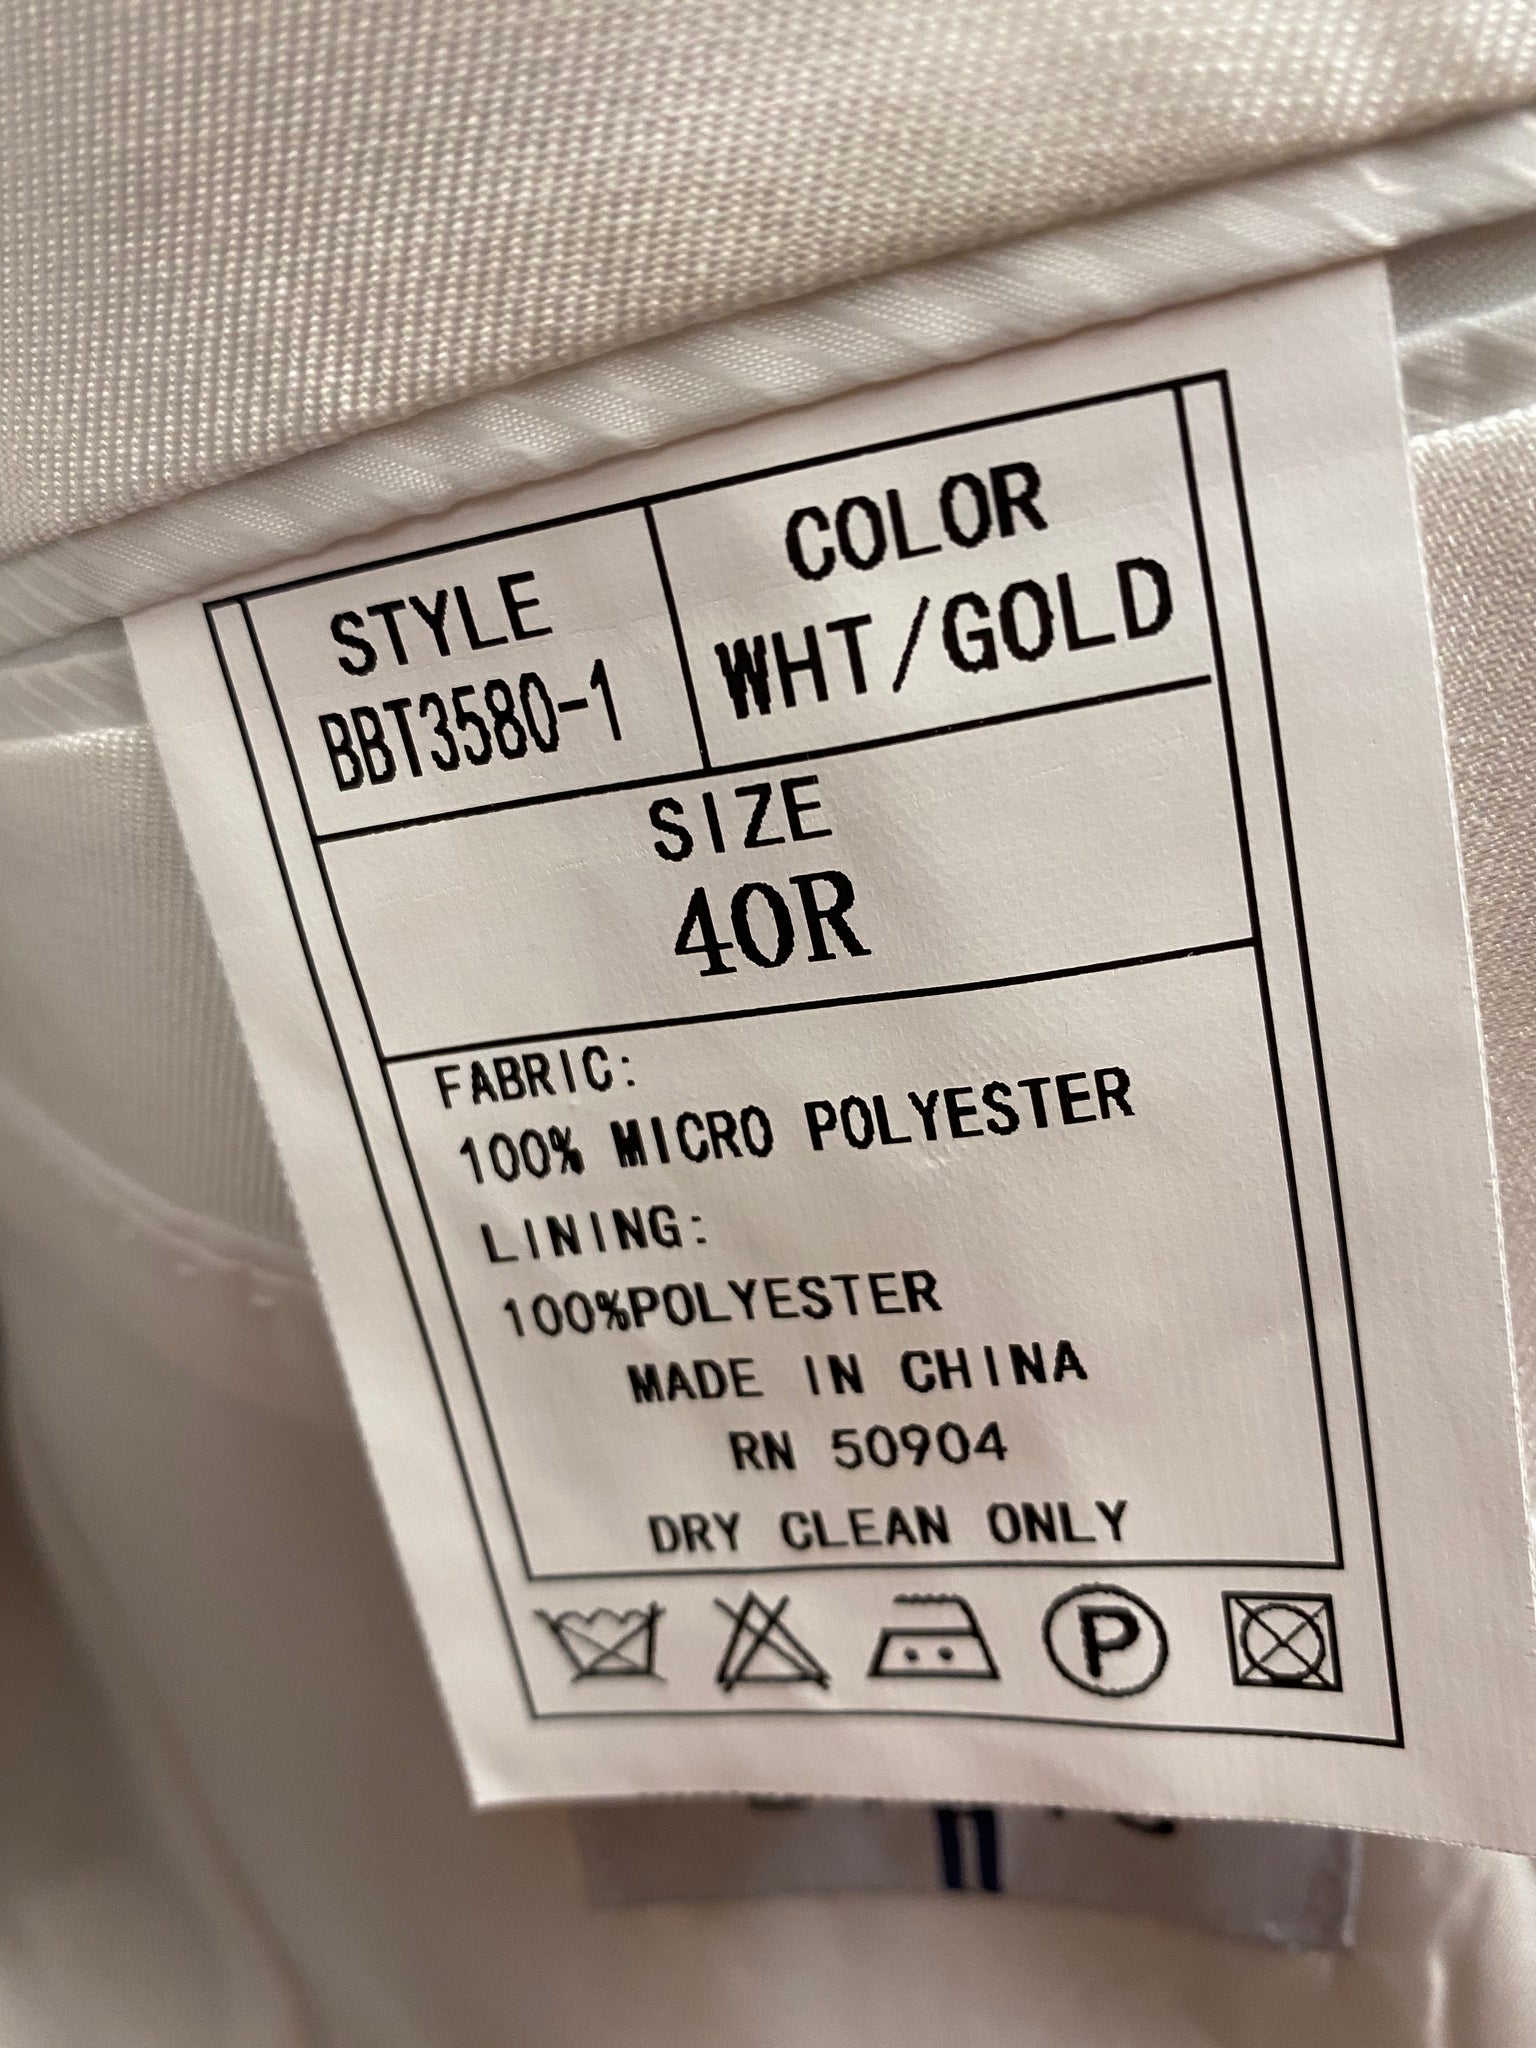 STYLE
BBT3580-1
COLOR
WHT/GOLD
SIZE
40R
FABRIC:
100% MICRO POLYESTER
LINING:
100%POLYESTER
MADE IN CHINA
RN 50904
DRY CLEAN ONLY
P